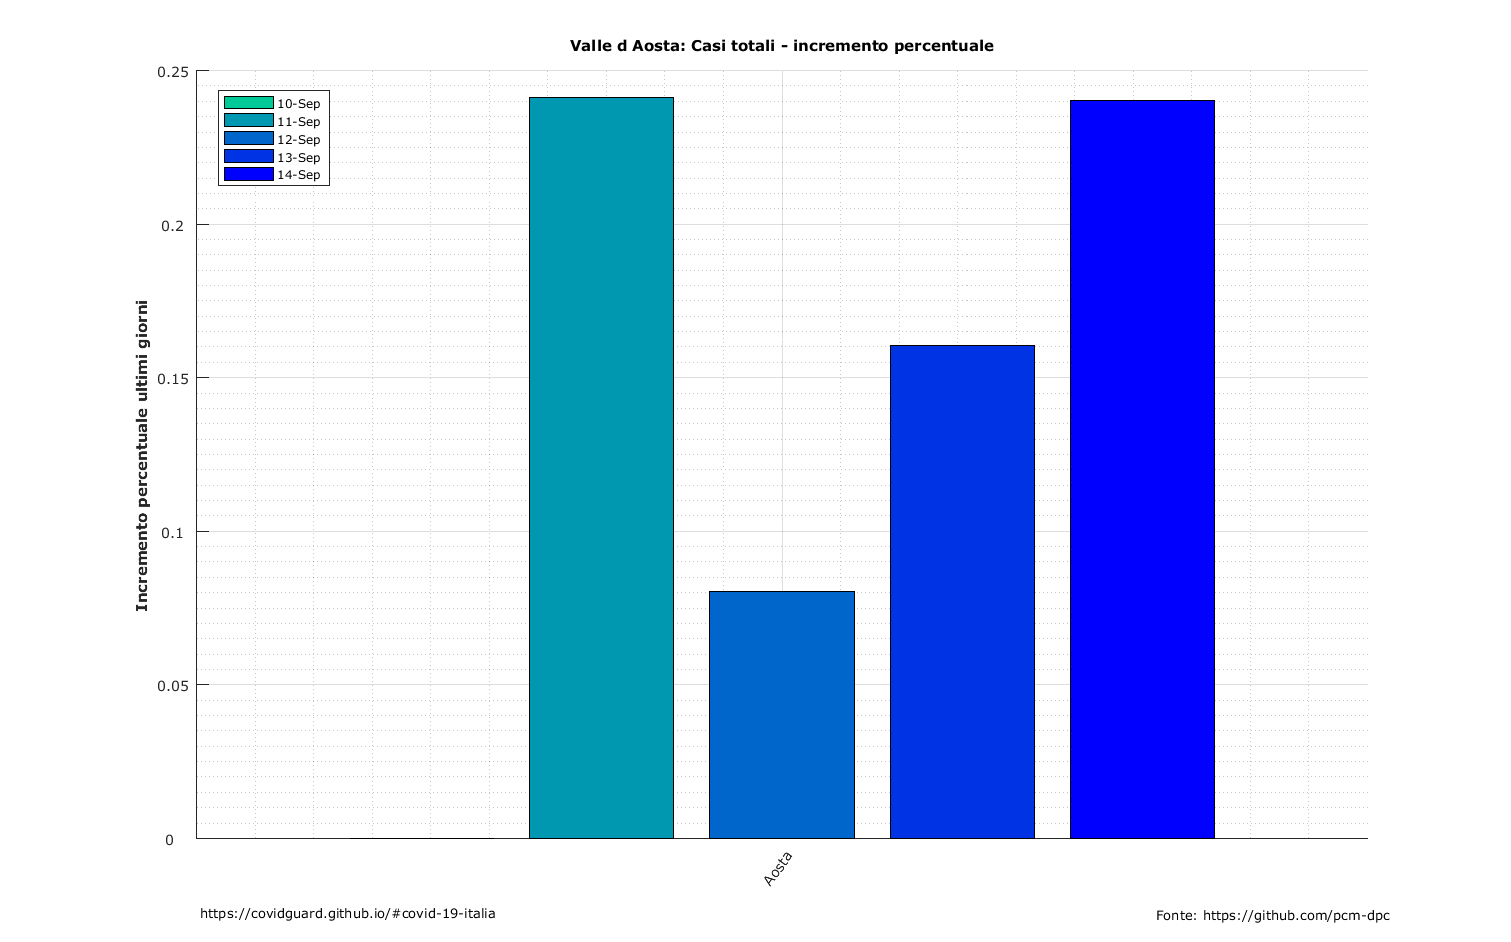 Valle d Aosta: Casi totali - incremento percentuale
0.25
0.2
0.15
0.1
0.05
0
Incremento percentuale ultimi giorni
10-Sep
11-Sep
12-Sep
13-Sep
14-Sep
Aosta
https://covidguard.github.io/#covid-19-italia
Fonte: https://github.com/pcm-dpc